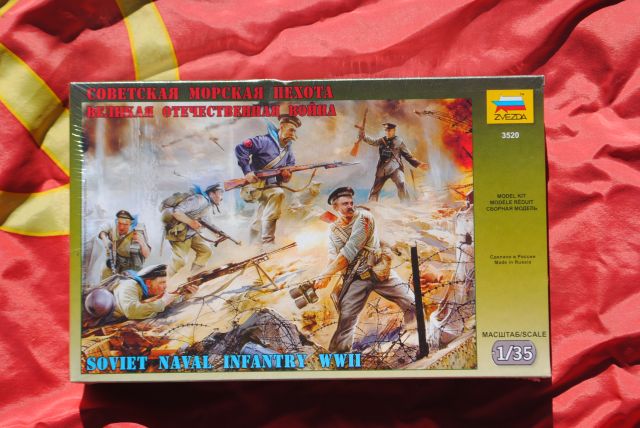 СОВЕТСКАЯ МОРСКАЯ ПЕХОТА
ВЕЛИКАЯ ОТЕЧЕСТВЕННАЯ ВОЙНА
ZVEZDA
3520
MODEL KIT
MODÈLE RÉDUIT
СБОРНАЯ МОДЕЛЬ
Сделано в России
Made in Russia
МАСШТАБ/SCALE
1/35
SOVIET NAVAL INFANTRY WWII